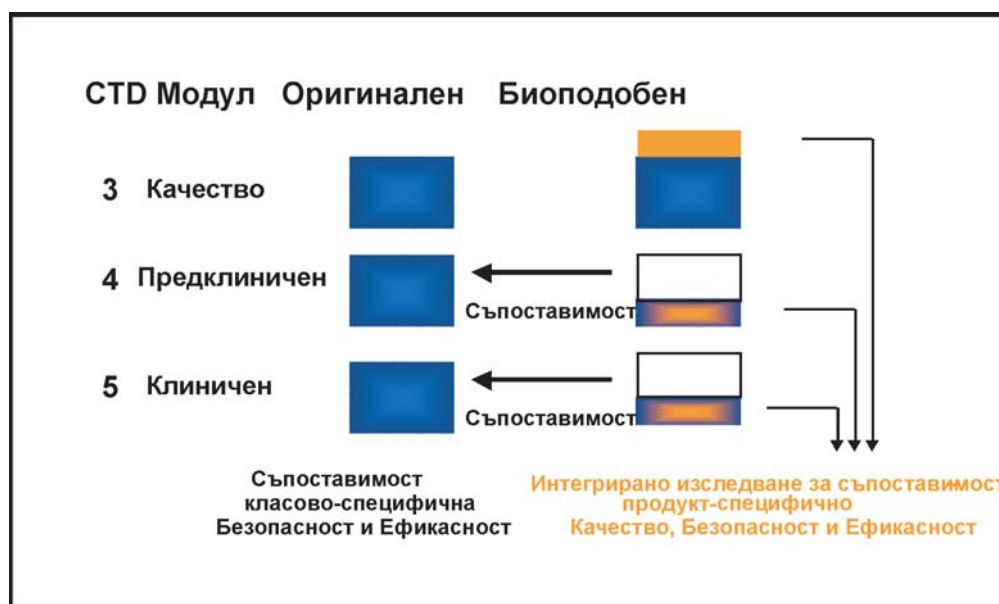 CTD Модул Оригинален Биоподобен
3 Качество
4 Предклиничен
Съпоставимост
5 Клиничен
Съпоставимост
Съпоставимост
класово-специфична
Безопасност и Ефикасност
Интегрирано изследване за съпоставимост
продукт-специфично
Качество, Безопасност и Ефикасност